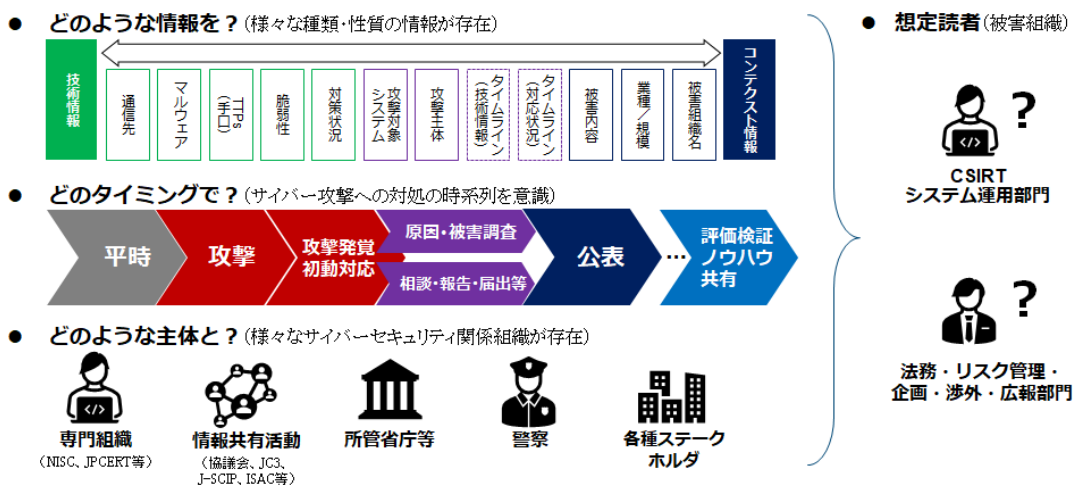 ● どのような情報を？（様々な種類・性質の情報が存在）
技術情報
通信先
マルウェア
TTPs
（手口）
脆弱性
対策状況
攻撃対象
システム
攻撃主体
タイムライン
（技術情報）
タイムライン
（対応状況）
被害内容
業種／規模
被害組織名
コンテクスト情報
● どのタイミングで？（サイバー攻撃への対処の時系列を意識）
平時
攻撃
攻撃発覚
初動対応
原因・被害調査
相談・報告・届出等
公表
…
評価検証
ノウハウ
共有
● どのような主体と？（様々なサイバーセキュリティ関係組織が存在）
</>
専門組織
（NISC、JPCERT等）
情報共有活動
（協議会、JC3、
J-SCIP、ISAC等）
所管省庁等
警察
各種ステーク
ホルダ
● 想定読者（被害組織）
</>
?
CSIRT
システム運用部門
?
法務・リスク管理・
企画・渉外・広報部門